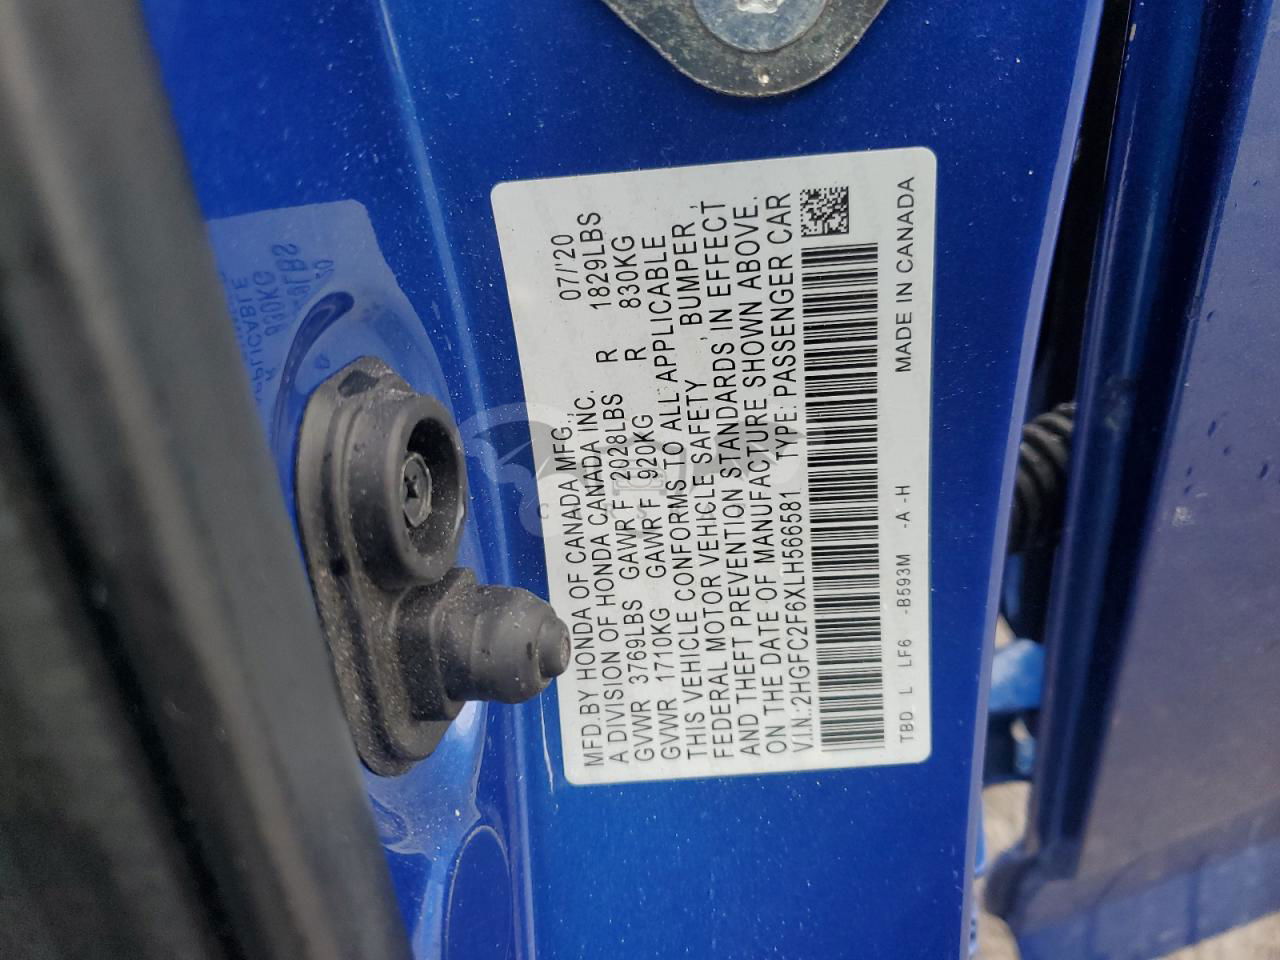 MFD.BY HONDA OF CANADA MFG., 07/'20
A DIVISION OF HONDA CANADA INC.
GVWR 3769LBS GAWR F 2028LBS R 1829LBS
GVWR 1710KG GAWR F 920KG R 830KG
THIS VEHICLE CONFORMS TO ALL APPLICABLE
FEDERAL MOTOR VEHICLE SAFETY , BUMPER ,
AND THEFT PREVENTION STANDARDS IN EFFECT
ON THE DATE OF MANUFACTURE SHOWN ABOVE.
V.I.N.:2HGFC2F6XLH566581 TYPE: PASSENGER CAR
TBD L LF6 -B593M -A -H MADE IN CANADA